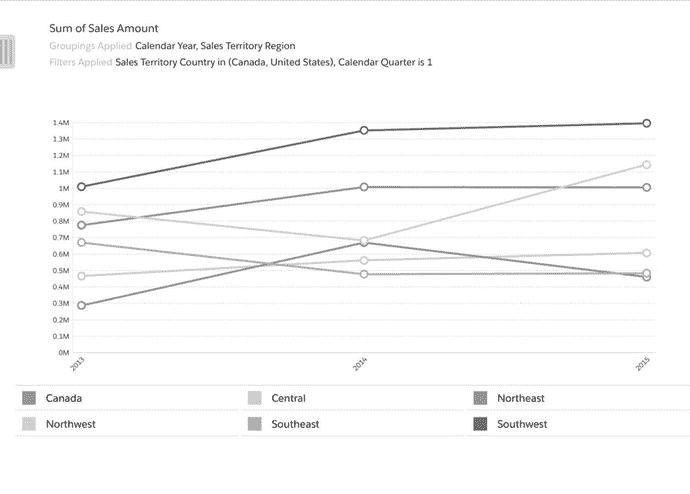 Sum of Sales Amount
Groupings Applied Calendar Year, Sales Territory Region
Filters Applied Sales Territory Country in (Canada, United States), Calendar Quarter is 1
1.4M
1.3M
1.2M
1.1M
1M
0.9M
0.8M
0.7M
0.6M
0.5M
0.4M
0.3M
0.2M
0.1M
0M
2013 2014 2015
Canada Central Northeast
Northwest Southeast Southwest